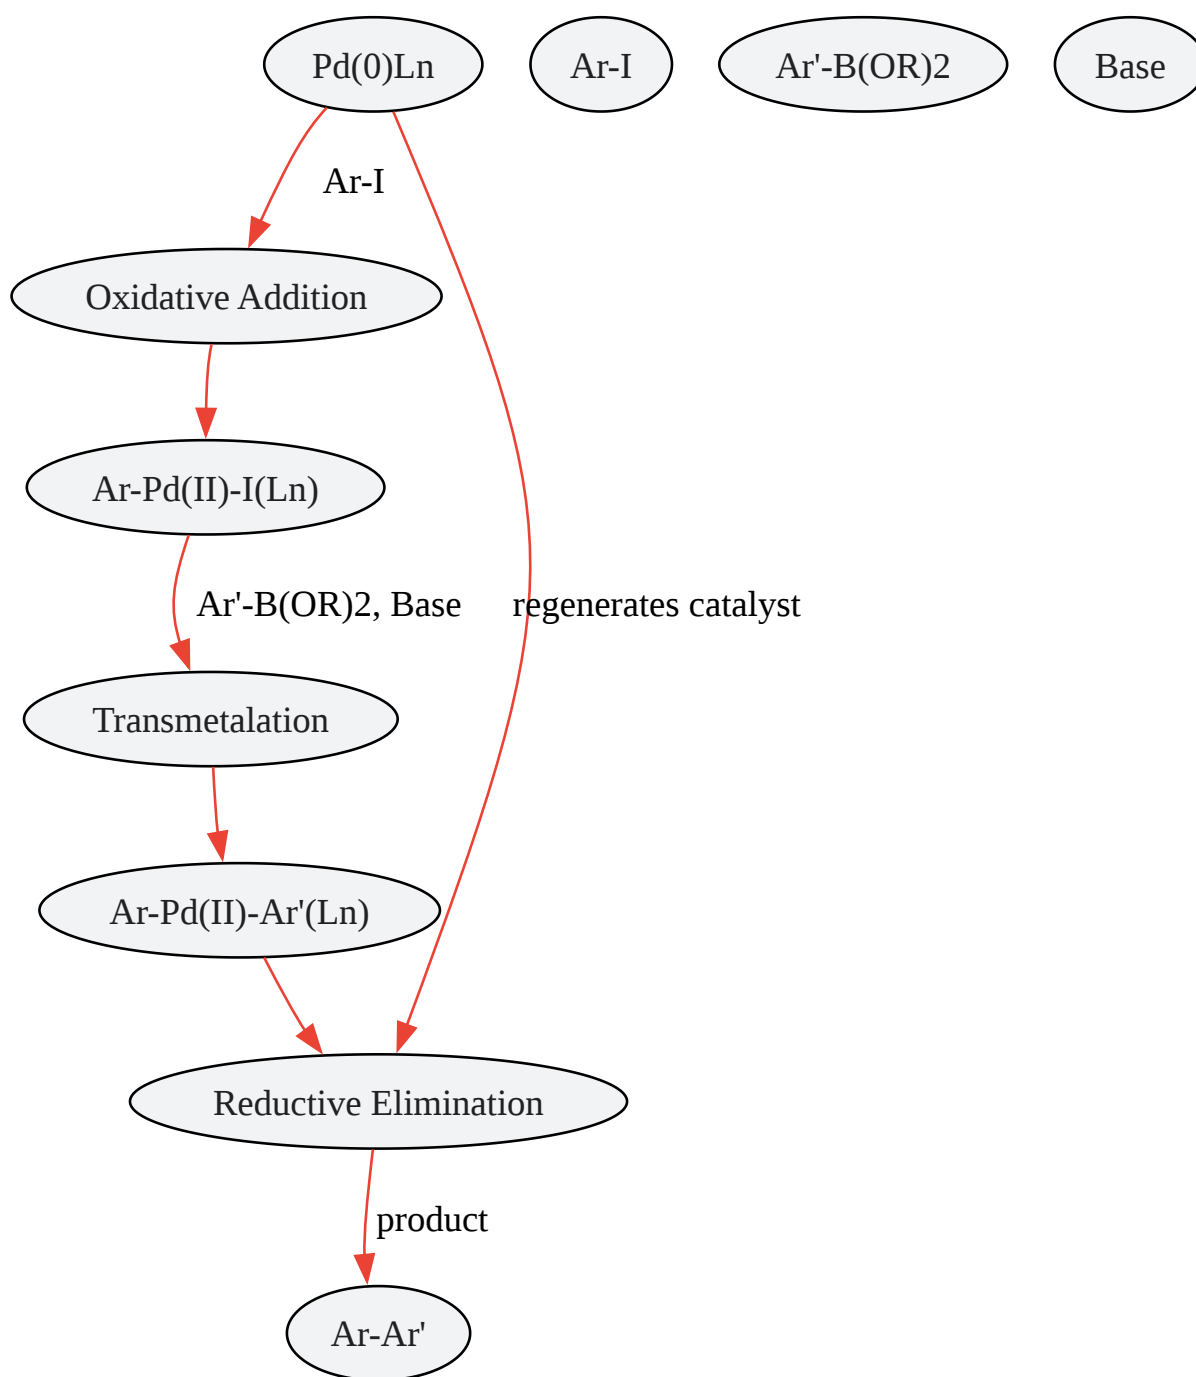 Pd(0)Ln
Ar-I
Ar'-B(OR)2
Base
Ar-I
Oxidative Addition
Ar-Pd(II)-I(Ln)
Ar'-B(OR)2, Base
regenerates catalyst
Transmetalation
Ar-Pd(II)-Ar'(Ln)
Reductive Elimination
product
Ar-Ar'